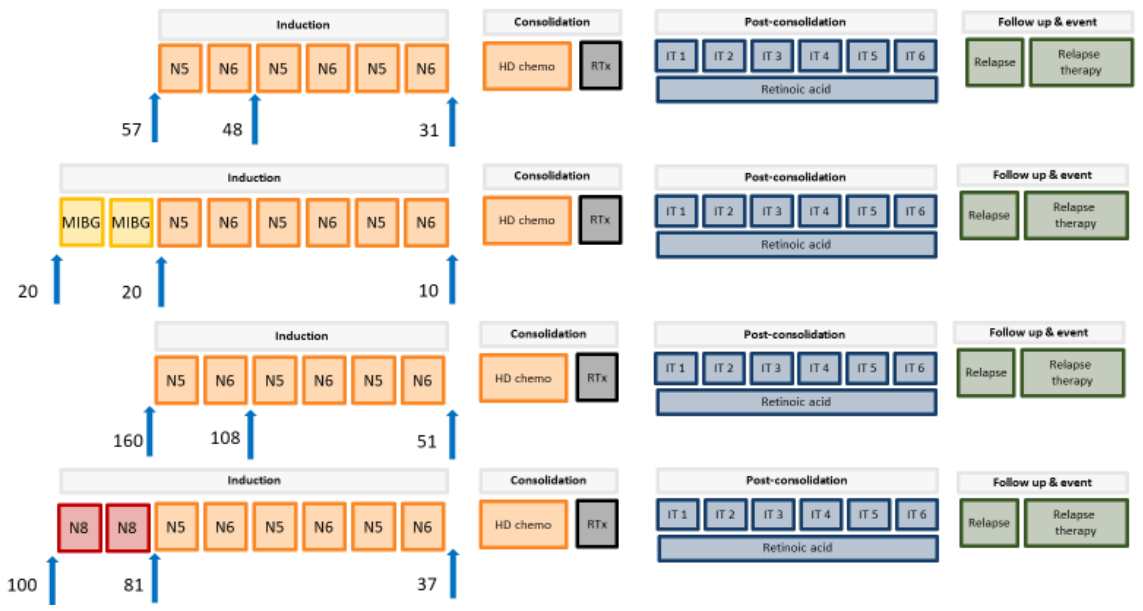 Induction Consolidation Post-consolidation Follow up & event
N5 N6 N5 N6 N5 N6 HD chemo RTx IT 1 IT 2 IT 3 IT 4 IT 5 IT 6 Relapse Relapse therapy
Retinoic acid
57 48 31
Induction Consolidation Post-consolidation Follow up & event
MIBG MIBG N5 N6 N5 N6 N5 N6 HD chemo RTx IT 1 IT 2 IT 3 IT 4 IT 5 IT 6 Relapse Relapse therapy
Retinoic acid
20 20 10
Induction Consolidation Post-consolidation Follow up & event
N5 N6 N5 N6 N5 N6 HD chemo RTx IT 1 IT 2 IT 3 IT 4 IT 5 IT 6 Relapse Relapse therapy
Retinoic acid
160 108 51
Induction Consolidation Post-consolidation Follow up & event
N8 N8 N5 N6 N5 N6 N5 N6 HD chemo RTx IT 1 IT 2 IT 3 IT 4 IT 5 IT 6 Relapse Relapse therapy
Retinoic acid
100 81 37